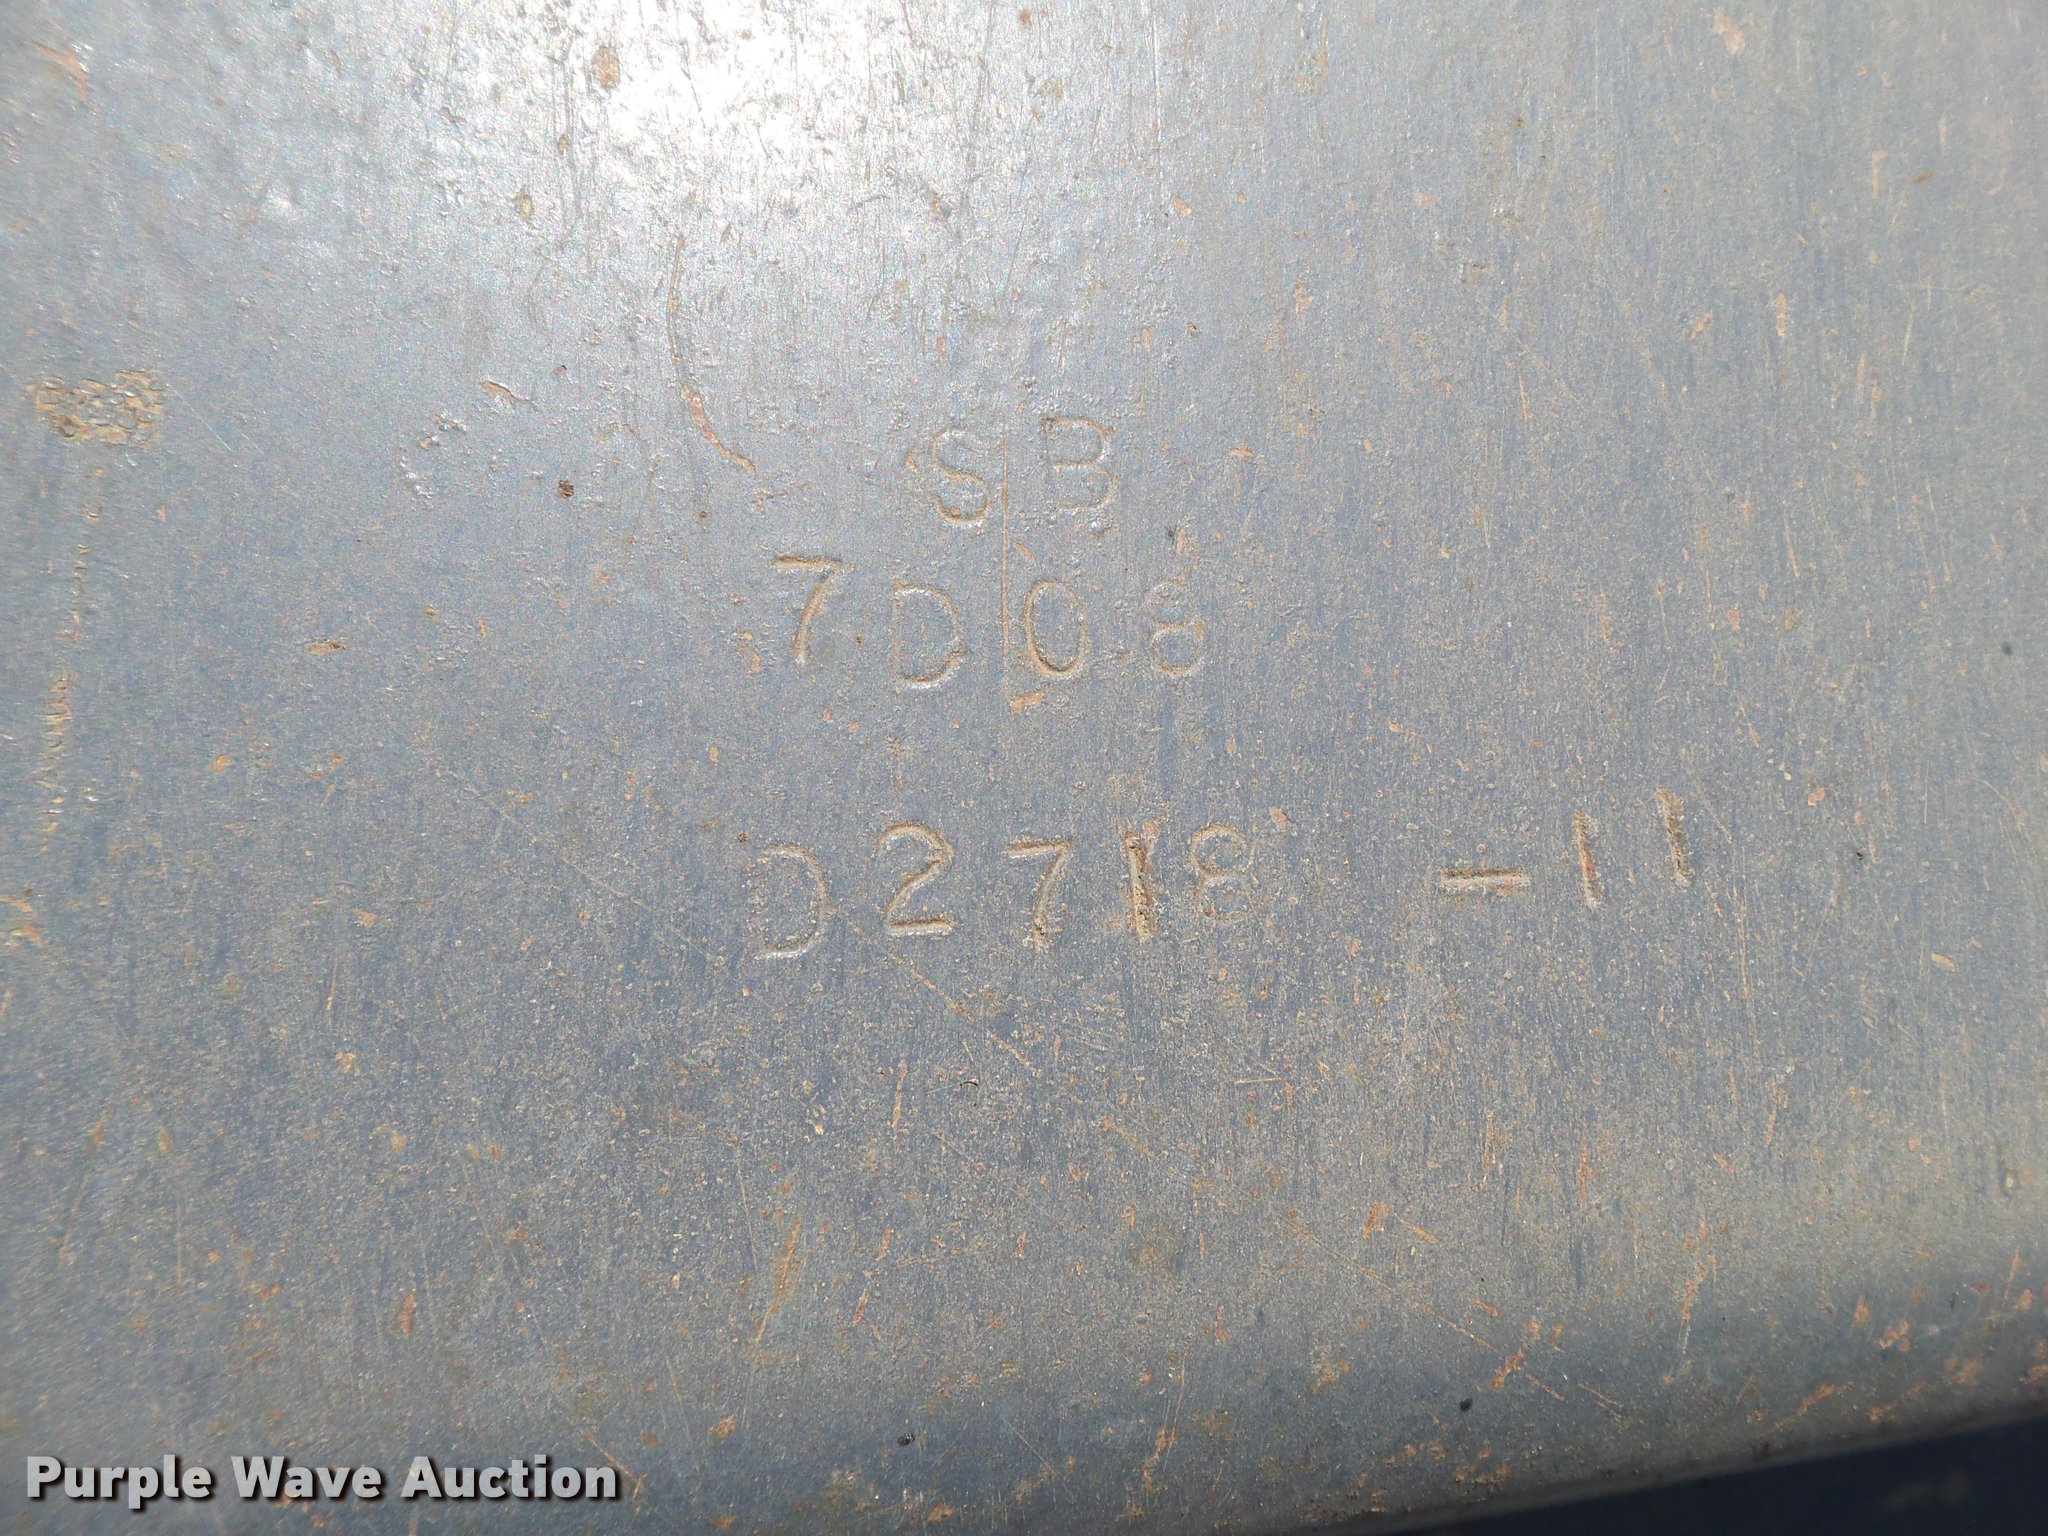 SB
7D08
D2718 -11
Purple Wave Auction